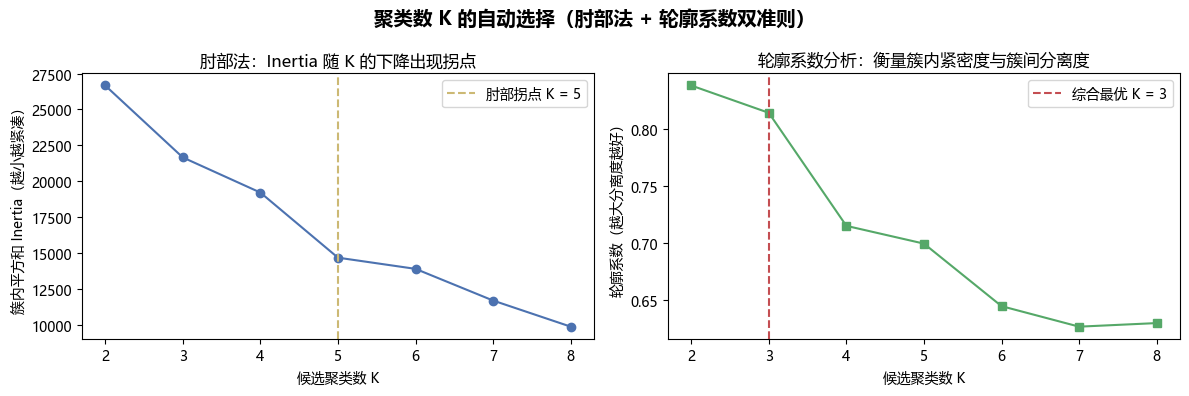 聚类数 K 的自动选择（肘部法 + 轮廓系数双准则）
肘部法：Inertia 随 K 的下降出现拐点
簇内平方和 Inertia（越小越紧凑）
27500
25000
22500
20000
17500
15000
12500
10000
肘部拐点 K = 5
2 3 4 5 6 7 8
候选聚类数 K
轮廓系数分析：衡量簇内紧密度与簇间分离度
轮廓系数（越大分离度越好）
0.80
0.75
0.70
0.65
综合最优 K = 3
2 3 4 5 6 7 8
候选聚类数 K